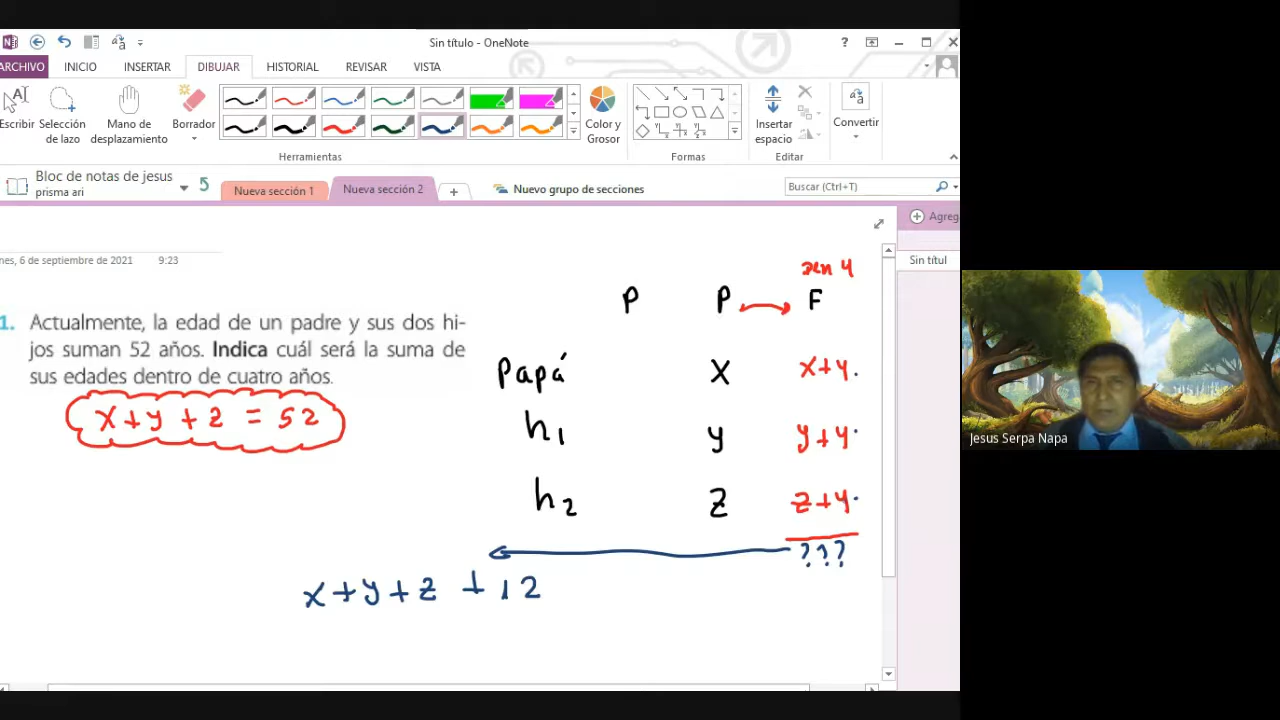 Sin título - OneNote
ARCHIVO INICIO INSERTAR DIBUJAR HISTORIAL REVISAR VISTA
Escribir Selección de lazo Mano de desplazamiento Borrador Color y Grosor Insertar espacio Convertir
Herramientas Formas Editar
Bloc de notas de jesus
prisma ari
Nueva sección 1 Nueva sección 2 + Nuevo grupo de secciones Buscar (Ctrl+T)
Agrega
Sin títul
nes, 6 de septiembre de 2021 9:23
1. Actualmente, la edad de un padre y sus dos hi-
jos suman 52 años. Indica cuál será la suma de
sus edades dentro de cuatro años.
x+y+z = 52
P P F
Papá x x+4
h1 y y+4
h2 z z+4
???
x+y+z +12
Jesus Serpa Napa